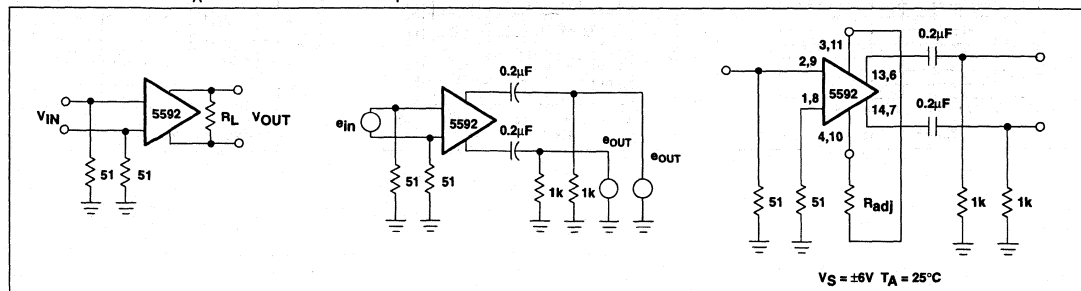 VIN
51
51
5592
RL
VOUT
ein
51
51
5592
0.2µF
0.2µF
1k
1k
eOUT
eOUT
2,9
1,8
3,11
5592
4,10
13,6
14,7
0.2µF
0.2µF
51
51
Radj
1k
1k
VS = ±6V TA = 25°C